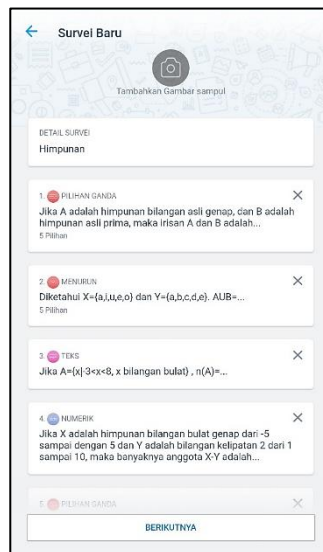 Survei Baru
Tambahkan Gambar sampul
DETAIL SURVEI
Himpunan
1. PILIHAN GANDA
Jika A adalah himpunan bilangan asli genap, dan B adalah
himpunan asli prima, maka irisan A dan B adalah...
5 Pilihan
2. MENURUN
Diketahui X={a,i,u,e,o} dan Y={a,b,c,d,e}. AUB=...
5 Pilihan
3. TEKS
Jika A={x|-3<x<8, x bilangan bulat} , n(A)=...
4. NUMERIK
Jika X adalah himpunan bilangan bulat genap dari -5
sampai dengan 5 dan Y adalah bilangan kelipatan 2 dari 1
sampai 10, maka banyaknya anggota X-Y adalah...
5. PILIHAN GANDA
BERIKUTNYA